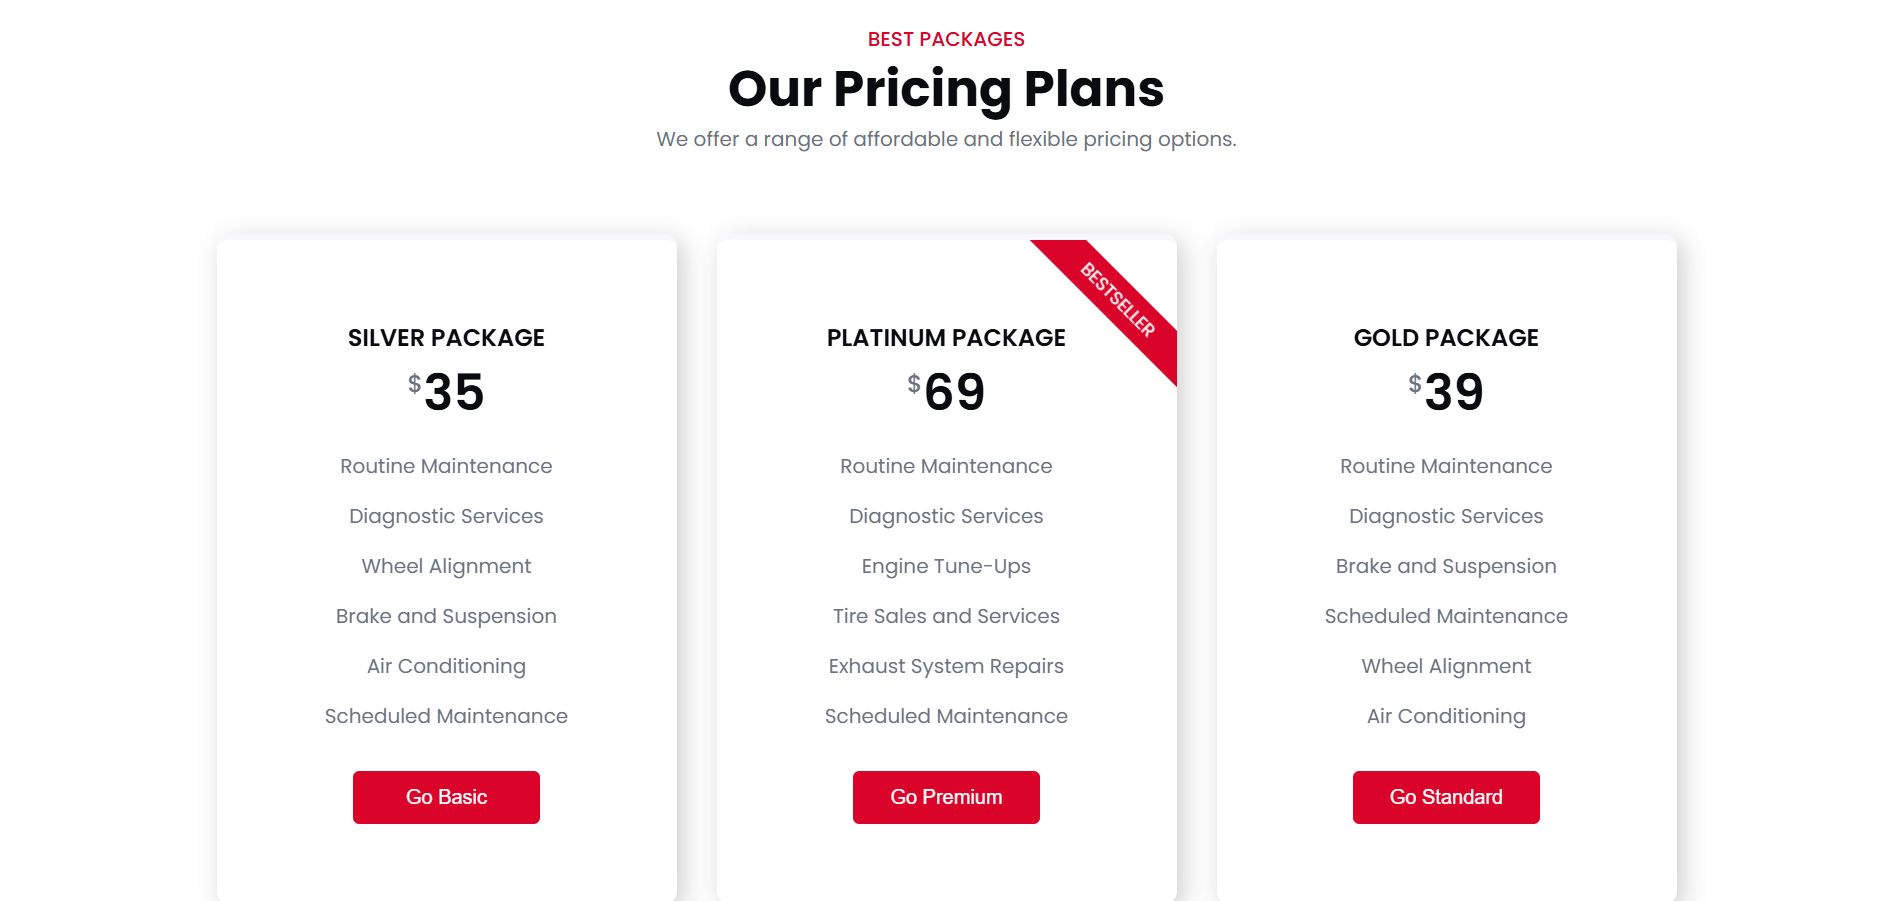 BEST PACKAGES
Our Pricing Plans
We offer a range of affordable and flexible pricing options.
SILVER PACKAGE
$35
Routine Maintenance
Diagnostic Services
Wheel Alignment
Brake and Suspension
Air Conditioning
Scheduled Maintenance
Go Basic
BESTSELLER
PLATINUM PACKAGE
$69
Routine Maintenance
Diagnostic Services
Engine Tune-Ups
Tire Sales and Services
Exhaust System Repairs
Scheduled Maintenance
Go Premium
GOLD PACKAGE
$39
Routine Maintenance
Diagnostic Services
Brake and Suspension
Scheduled Maintenance
Wheel Alignment
Air Conditioning
Go Standard